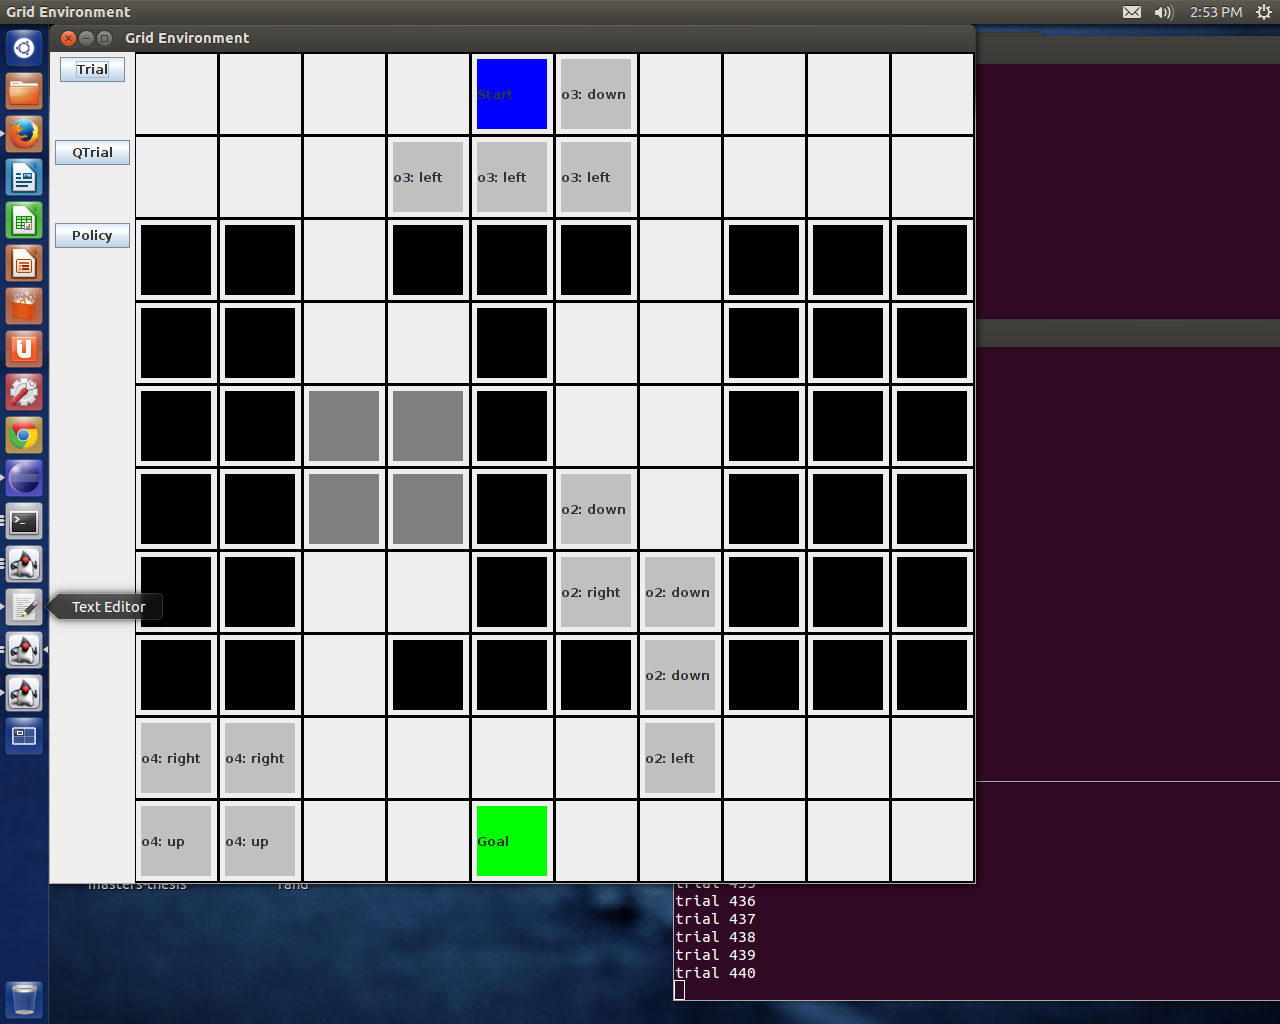 Grid Environment
2:53 PM
Grid Environment
Trial
Start
o3: down
QTrial
o3: left
o3: left
o3: left
Policy
o2: down
o2: right
o2: down
Text Editor
o2: down
o4: right
o4: right
o2: left
o4: up
o4: up
Goal
masters-thesis
rand
trial 435
trial 436
trial 437
trial 438
trial 439
trial 440